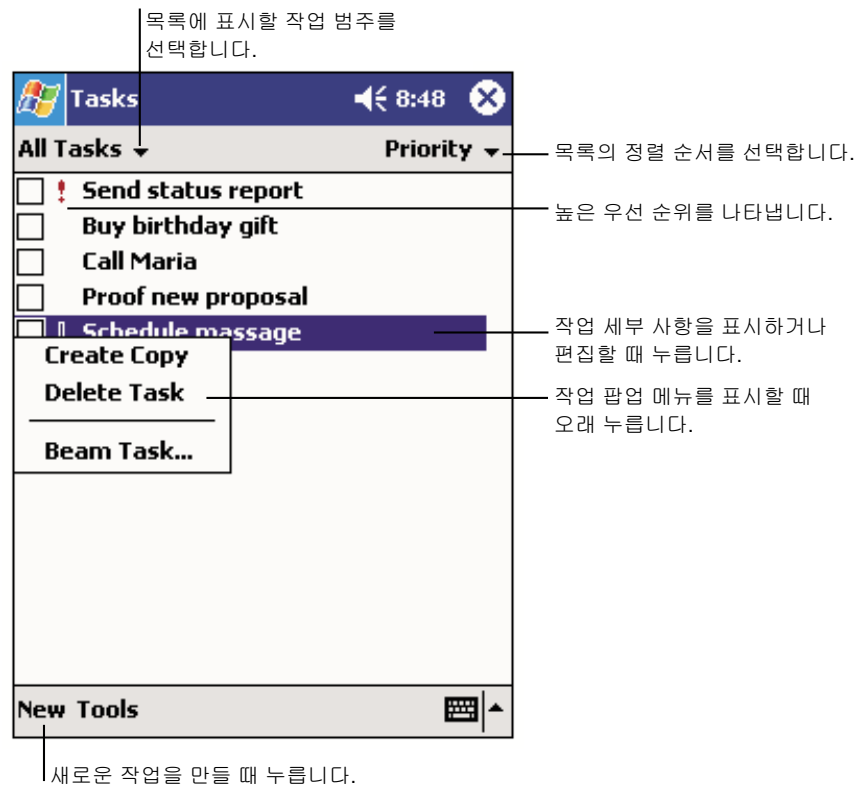 목록에 표시할 작업 범주를
선택합니다.
Tasks 8:48
All Tasks Priority
목록의 정렬 순서를 선택합니다.
! Send status report
높은 우선 순위를 나타냅니다.
Buy birthday gift
Call Maria
Proof new proposal
Schedule massage
작업 세부 사항을 표시하거나
편집할 때 누릅니다.
Create Copy
Delete Task
작업 팝업 메뉴를 표시할 때
오래 누릅니다.
Beam Task...
New Tools
새로운 작업을 만들 때 누릅니다.